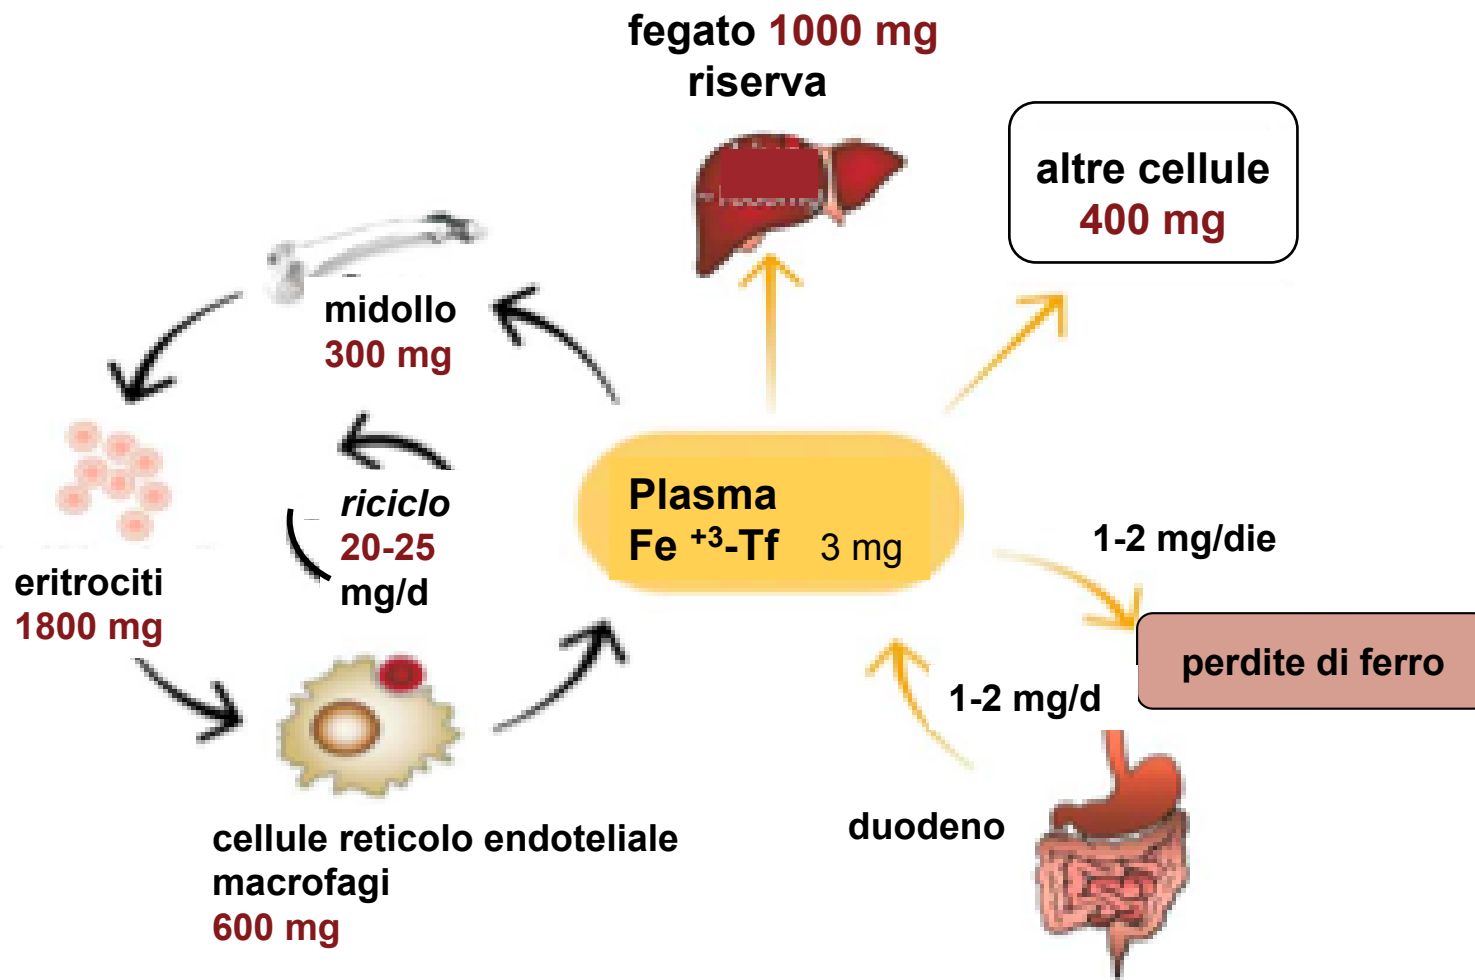 fegato 1000 mg
riserva
altre cellule
400 mg
midollo
300 mg
riciclo
20-25
mg/d
Plasma
Fe +3-Tf 3 mg
eritrociti
1800 mg
1-2 mg/die
perdite di ferro
1-2 mg/d
duodeno
cellule reticolo endoteliale
macrofagi
600 mg